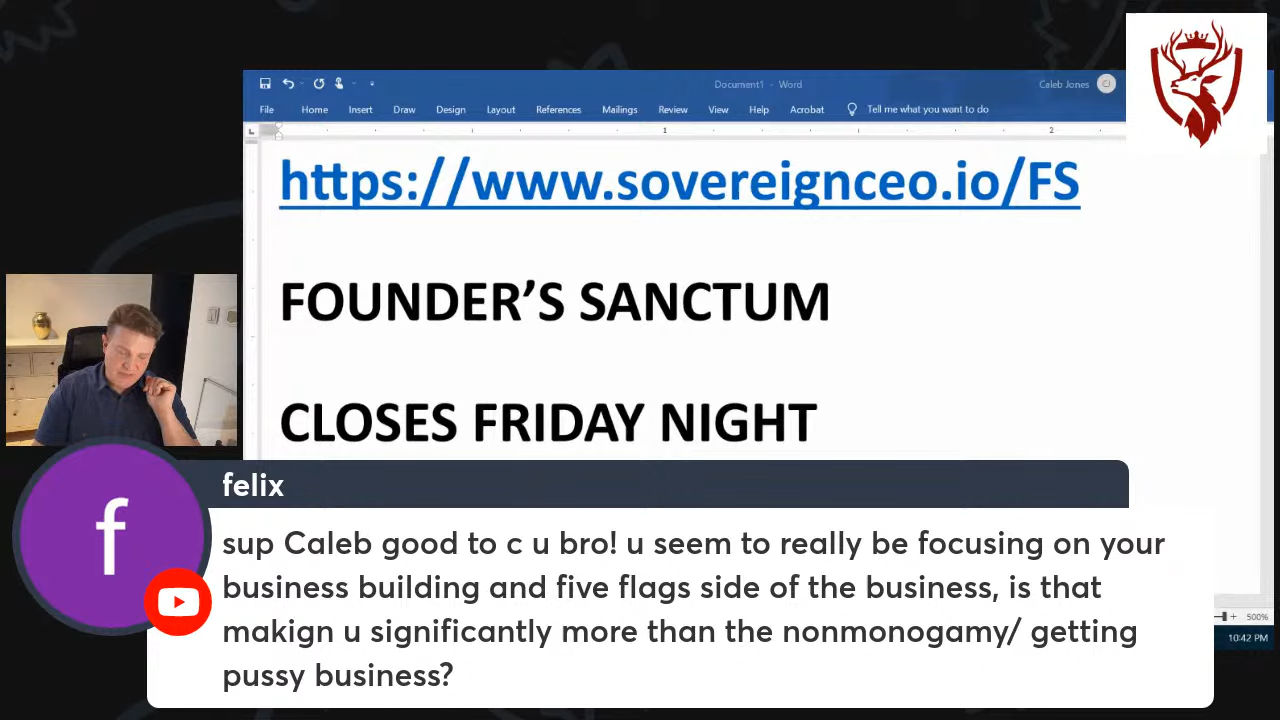 Document1 - Word
Caleb Jones
File Home Insert Draw Design Layout References Mailings Review View Help Acrobat Tell me what you want to do
1 2
https://www.sovereignceo.io/FS
FOUNDER'S SANCTUM
CLOSES FRIDAY NIGHT
felix
f
sup Caleb good to c u bro! u seem to really be focusing on your
business building and five flags side of the business, is that
makign u significantly more than the nonmonogamy/ getting
pussy business?
500%
10:42 PM